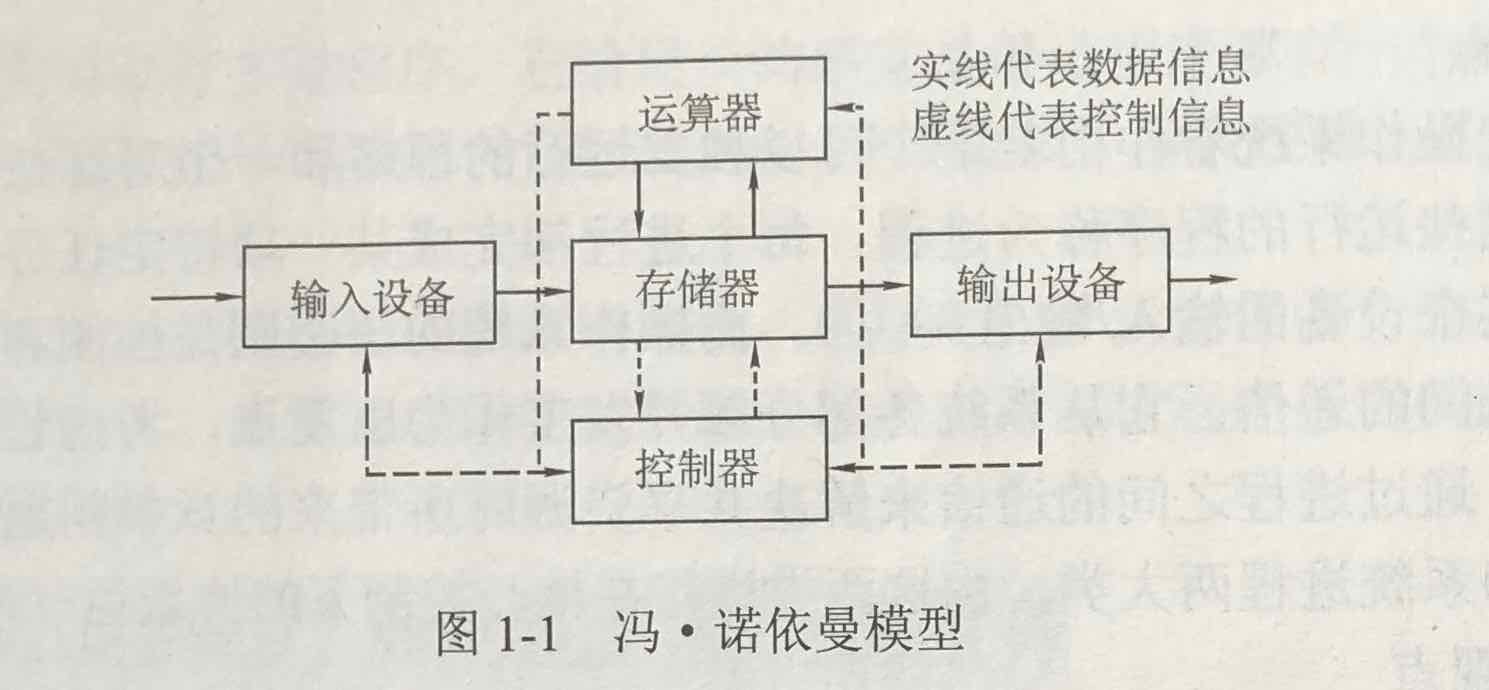 实线代表数据信息
虚线代表控制信息
运算器
输入设备
存储器
输出设备
控制器
图 1-1 冯·诺依曼模型